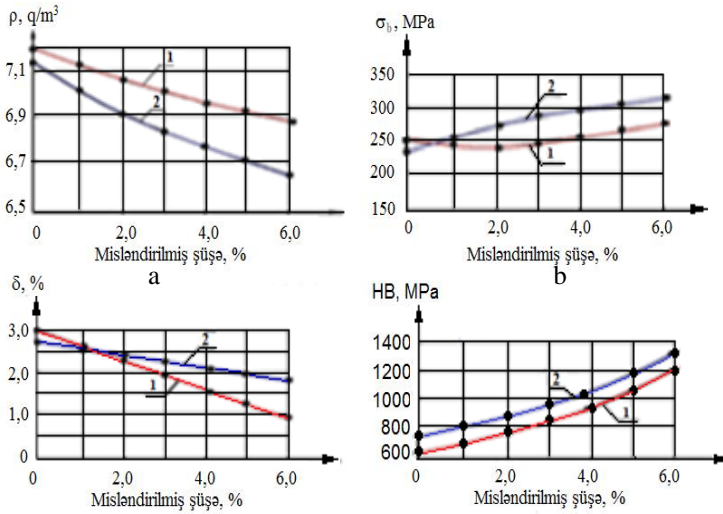 ρ, q/m³
7,1
6,9
6,7
6,5
1
2
0 2,0 4,0 6,0
Misləndirilmiş şüşə, %
a
σb, MPa
350
300
250
200
150
2
1
0 2,0 4,0 6,0
Misləndirilmiş şüşə, %
b
δ, %
3,0
2,0
1,0
0
2
1
0 2,0 4,0 6,0
Misləndirilmiş şüşə, %
HB, MPa
1400
1200
1000
800
600
2
1
0 2,0 4,0 6,0
Misləndirilmiş şüşə, %